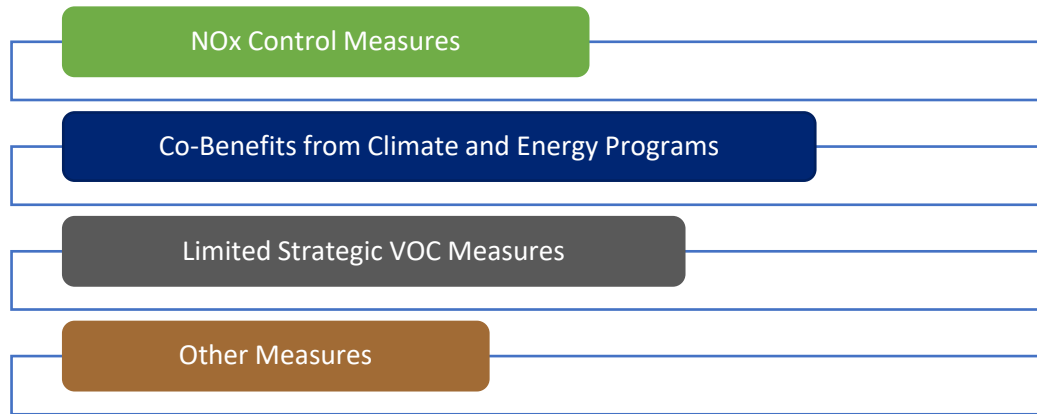 NOx Control Measures
Co-Benefits from Climate and Energy Programs
Limited Strategic VOC Measures
Other Measures